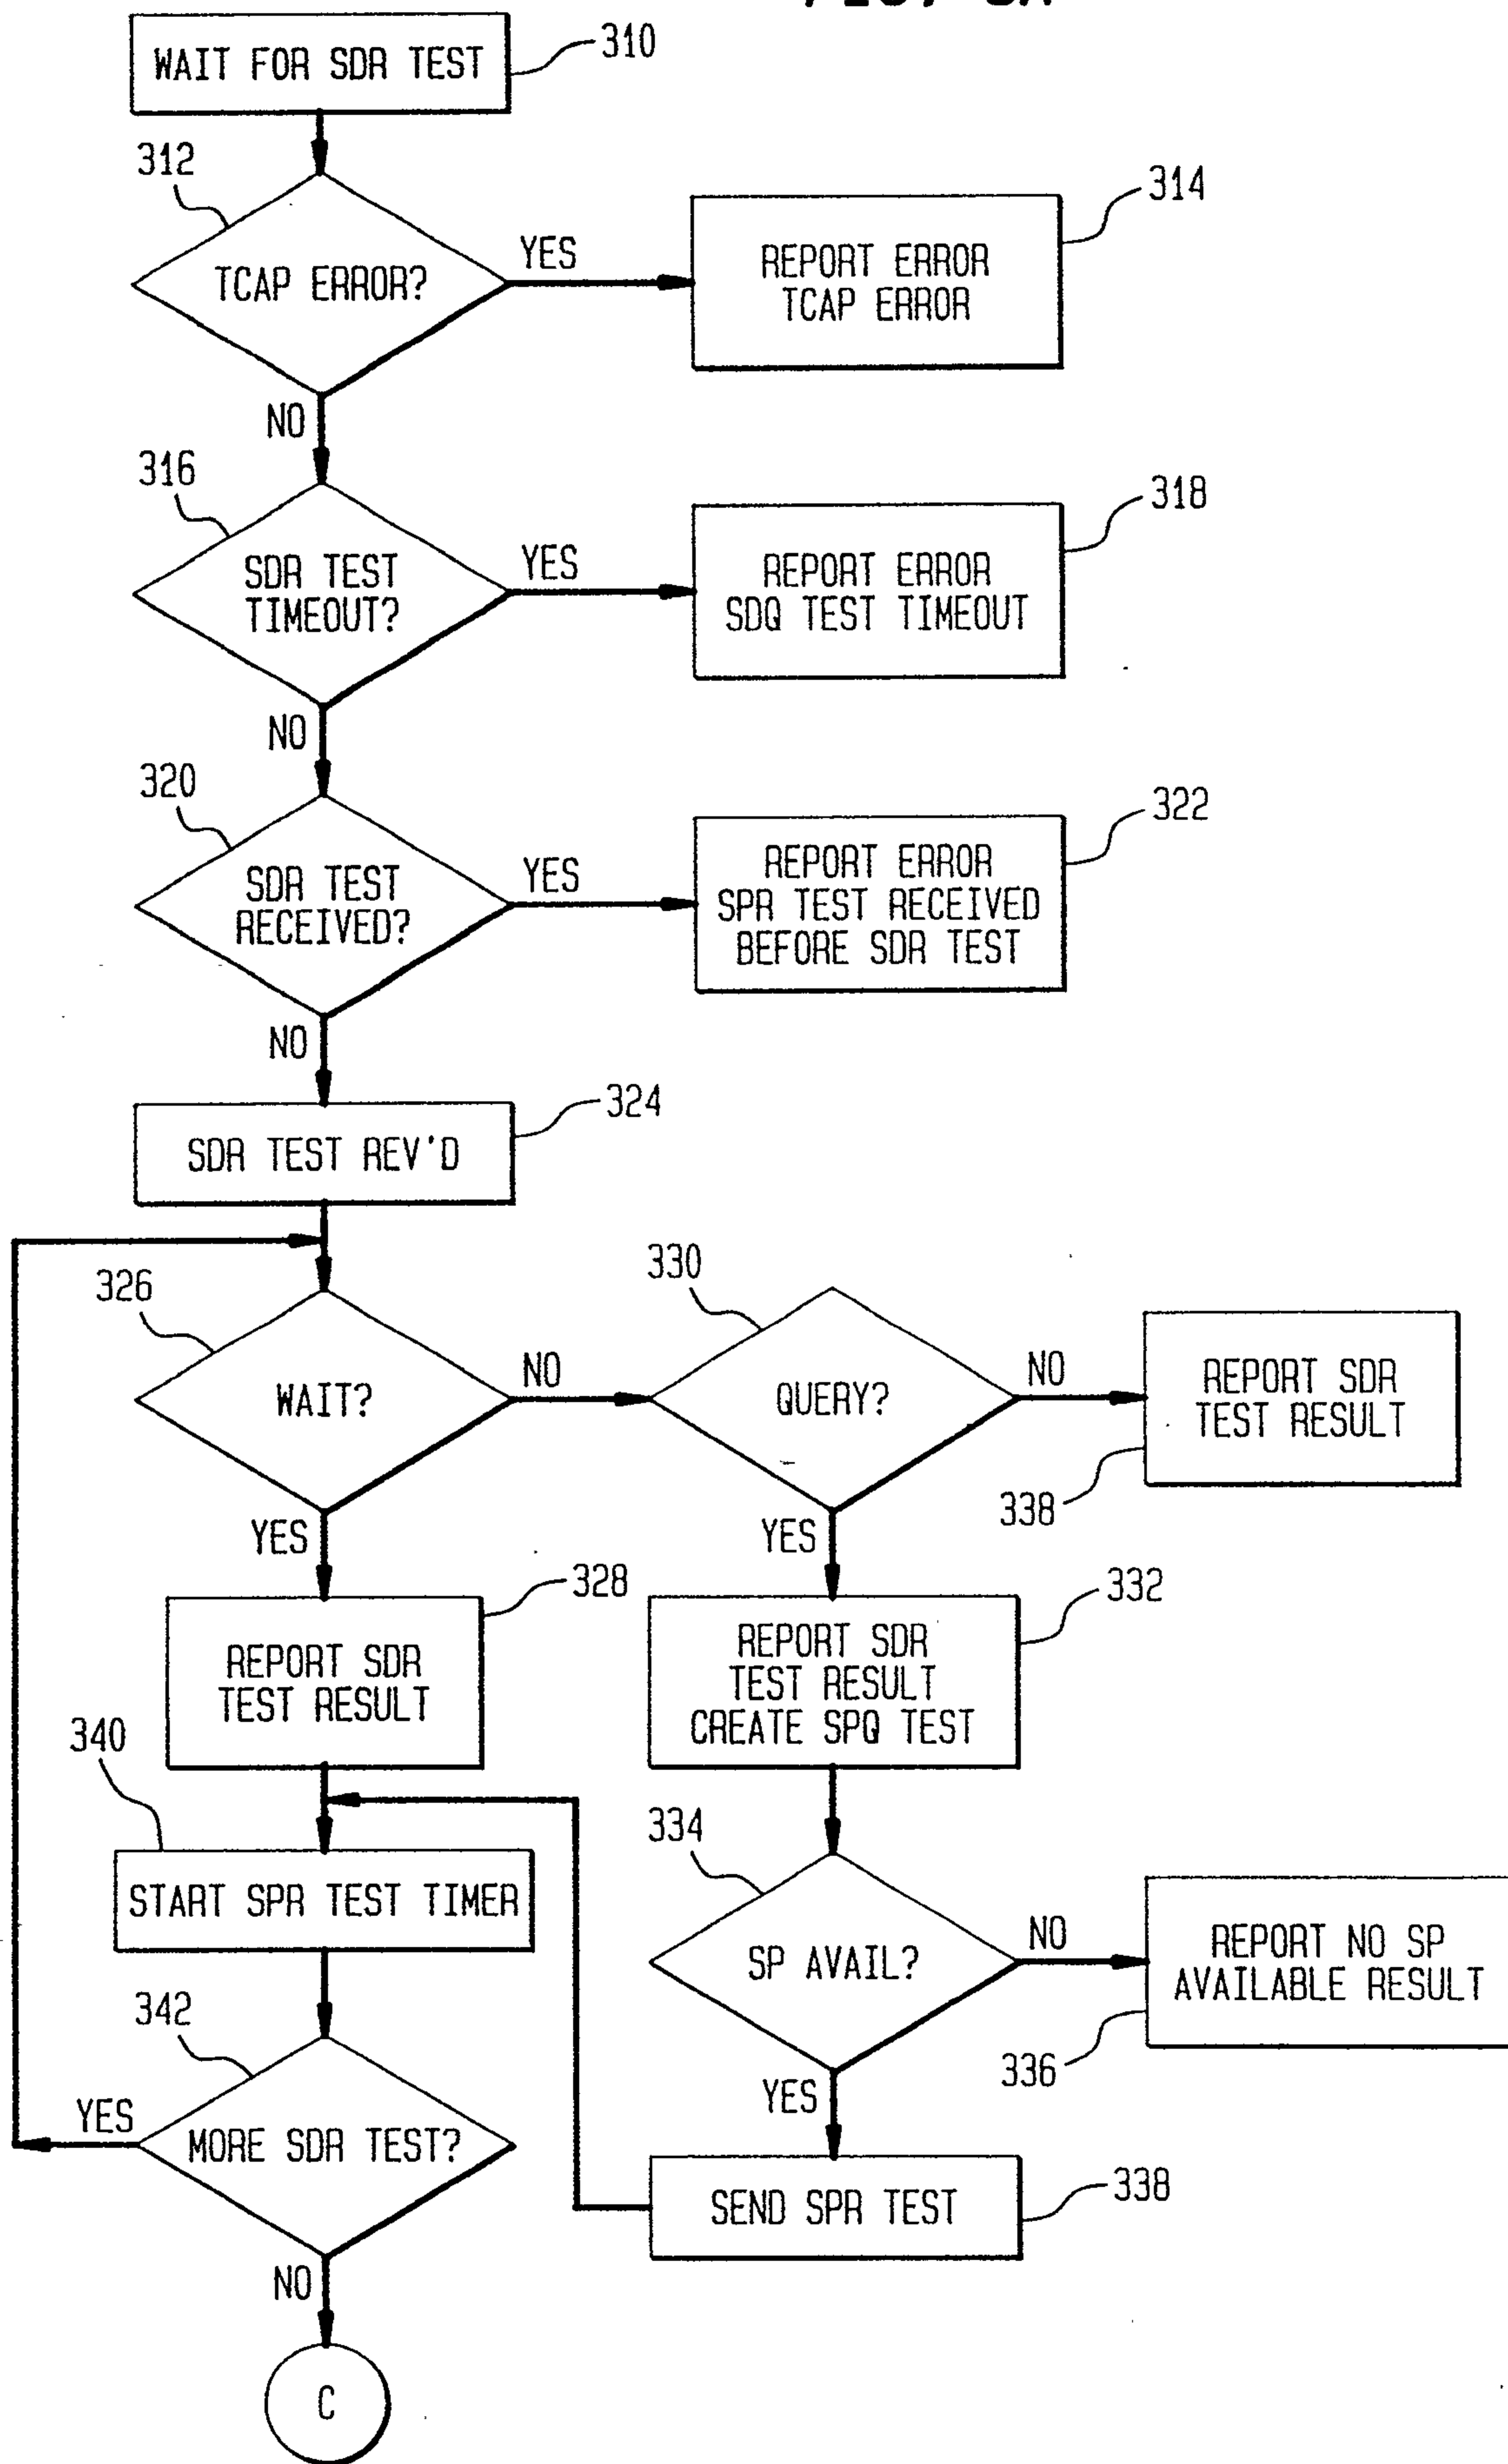 WAIT FOR SDR TEST
310
312
TCAP ERROR?
YES
REPORT ERROR
TCAP ERROR
314
NO
316
SDR TEST
TIMEOUT?
YES
REPORT ERROR
SDQ TEST TIMEOUT
318
NO
320
SDR TEST
RECEIVED?
YES
REPORT ERROR
SPR TEST RECEIVED
BEFORE SDR TEST
322
NO
SDR TEST REV'D
324
326
WAIT?
NO
330
QUERY?
NO
REPORT SDR
TEST RESULT
338
YES
REPORT SDR
TEST RESULT
328
YES
REPORT SDR
TEST RESULT
CREATE SPQ TEST
332
340
START SPR TEST TIMER
334
SP AVAIL?
NO
REPORT NO SP
AVAILABLE RESULT
336
342
MORE SDR TEST?
YES
YES
SEND SPR TEST
338
NO
C